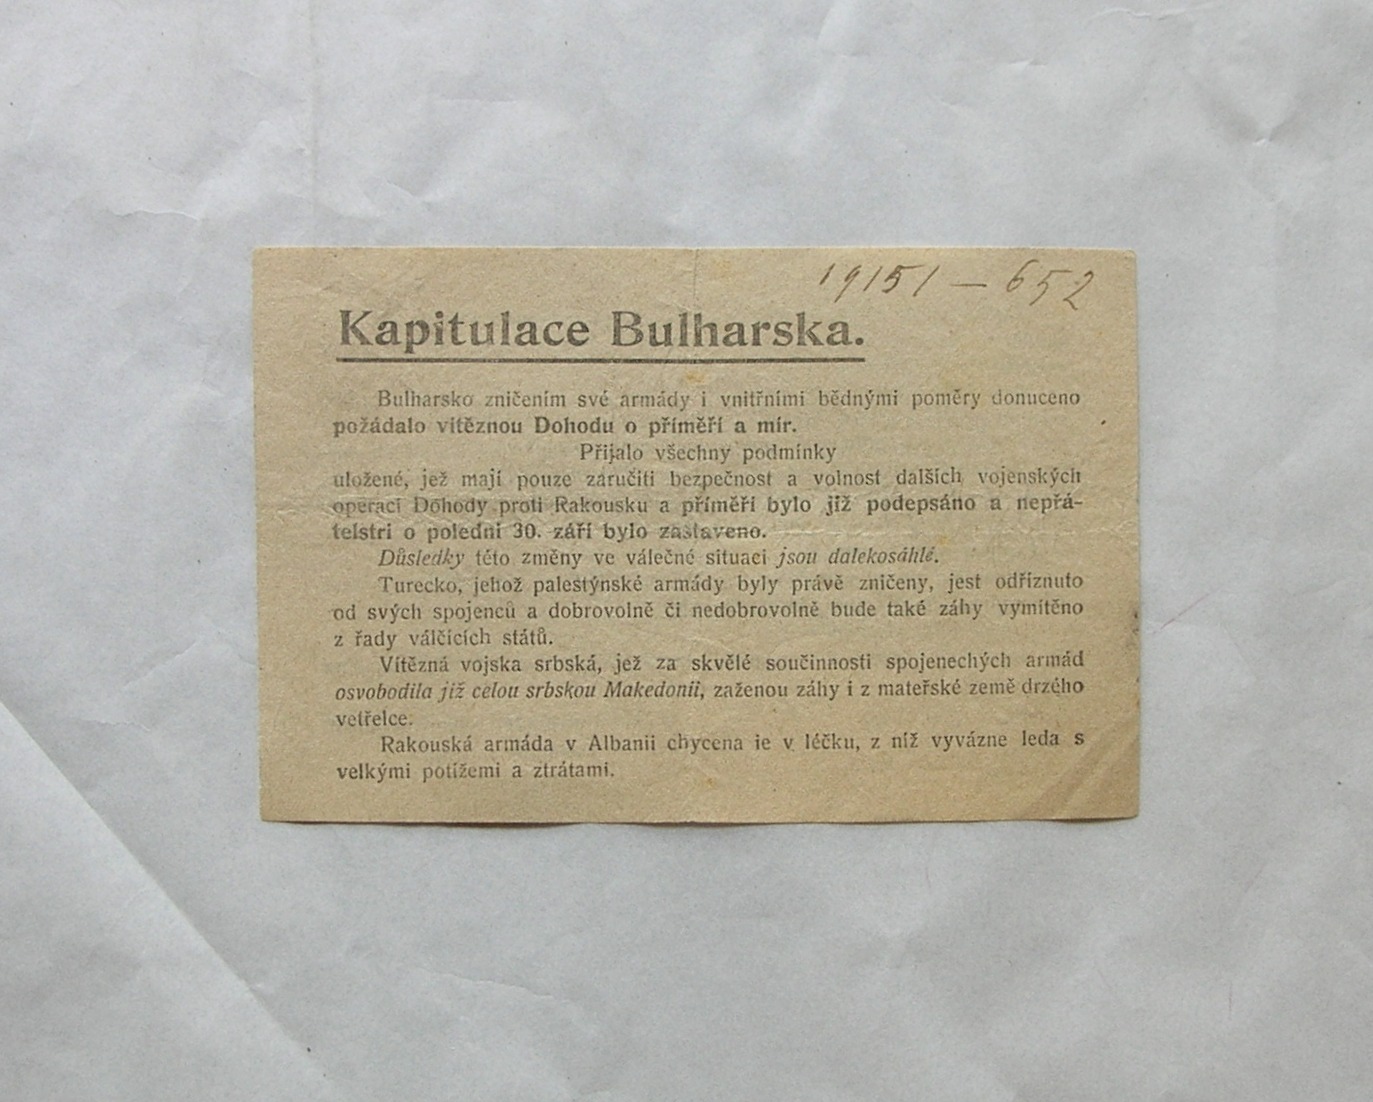 19151 – 652
Kapitulace Bulharska.
Bulharsko zničením své armády i vnitřními bědnými poměry donuceno
požádalo vítěznou Dohodu o příměří a mír.
Přijalo všechny podmínky
uložené, jež mají pouze záručiti bezpečnost a volnost dalších vojenských
operací Dohody proti Rakousku a příměří bylo již podepsáno a nepřá-
telstri o polední 30. září bylo zastaveno.
Důsledky této změny ve válečné situaci jsou dalekosáhlé.
Turecko, jehož palestýnské armády byly právě zničeny, jest odříznuto
od svých spojenců a dobrovolně či nedobrovolně bude také záhy vymítěno
z řady válčících států.
Vítězná vojska srbská, jež za skvělé součinnosti spojenechých armád
osvobodila již celou srbskou Makedonii, zaženou záhy i z mateřské země drzého
vetřelce.
Rakouská armáda v Albanii chycena ie v léčku, z níž vyvázne leda s
velkými potížemi a ztrátami.